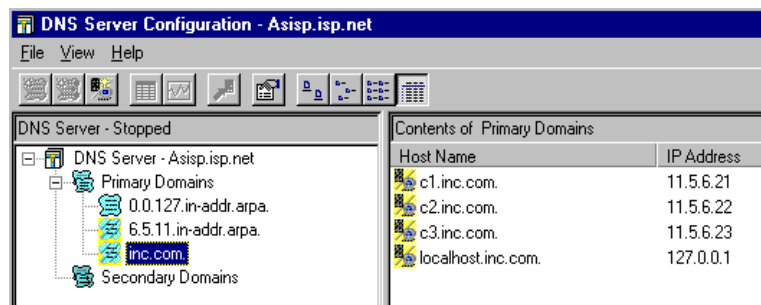 DNS Server Configuration - Asisp.isp.net
File View Help
DNS Server - Stopped
DNS Server - Asisp.isp.net
Primary Domains
0.0.127.in-addr.arpa.
6.5.11.in-addr.arpa.
inc.com.
Secondary Domains
Contents of Primary Domains
Host Name IP Address
c1.inc.com. 11.5.6.21
c2.inc.com. 11.5.6.22
c3.inc.com. 11.5.6.23
localhost.inc.com. 127.0.0.1